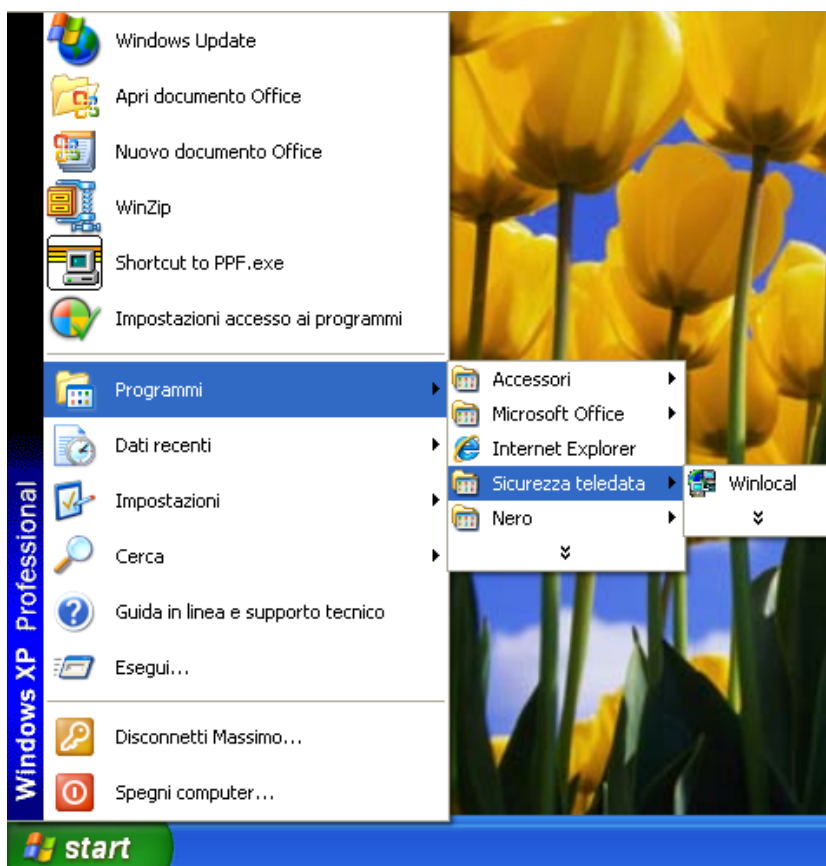 Windows Update
Apri documento Office
Nuovo documento Office
WinZip
Shortcut to PPF.exe
Impostazioni accesso ai programmi
Programmi
Dati recenti
Impostazioni
Cerca
Guida in linea e supporto tecnico
Esegui...
Disconnetti Massimo...
Spegni computer...
Accessori
Microsoft Office
Internet Explorer
Sicurezza teledata
Nero
Winlocal
Windows XP Professional
start